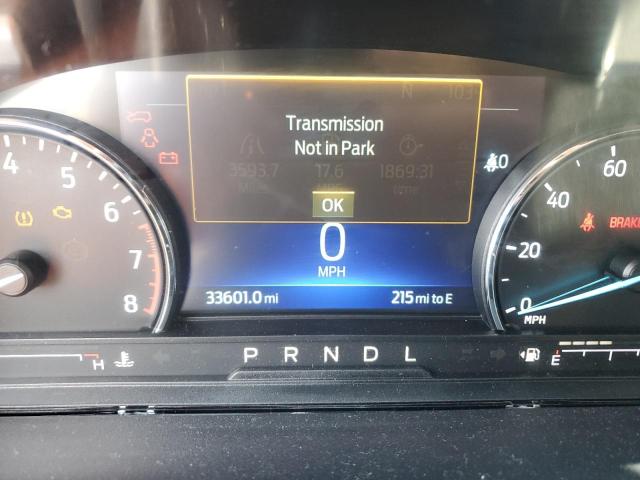 N 103
Transmission
Not in Park
3593.7 17.6 1869:31
OK
0
MPH
33601.0 mi 215 mi to E
4 5 6 7 8
0 20 40 60
MPH
BRAKE
H P R N D L E